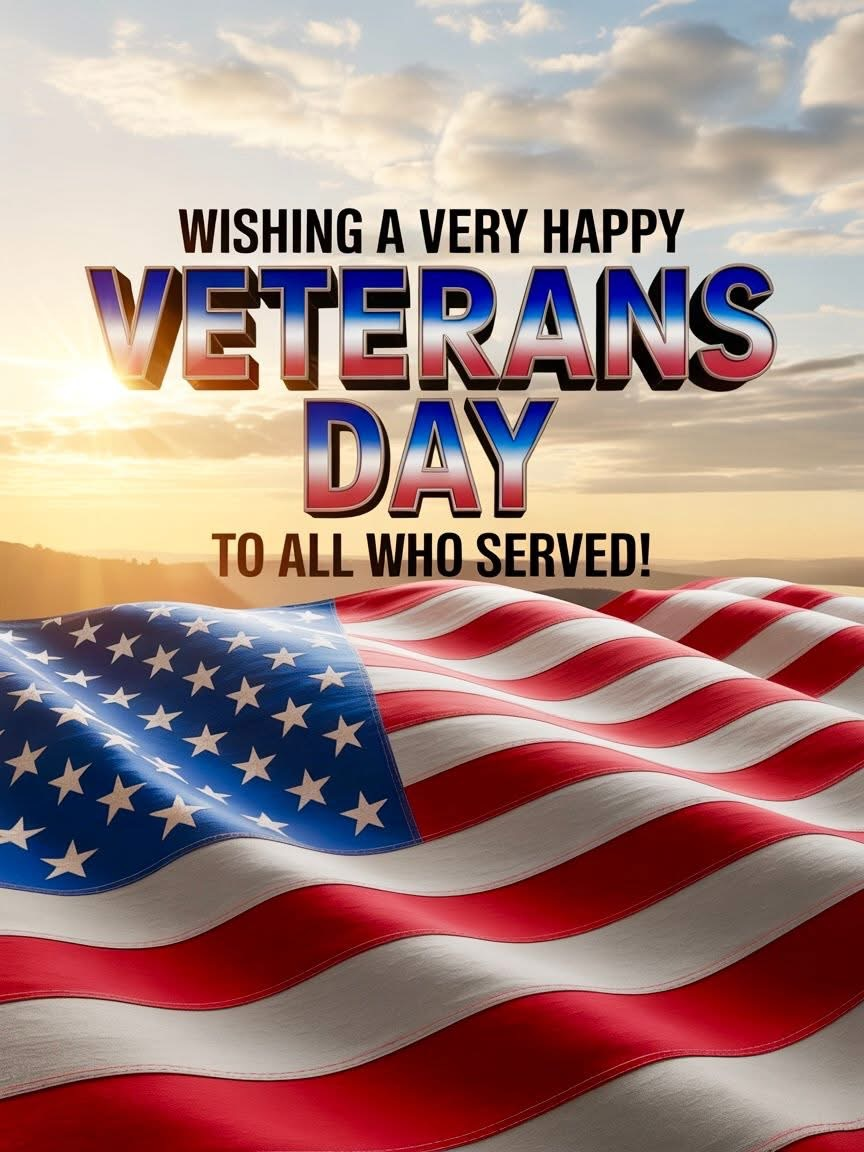 WISHING A VERY HAPPY
VETERANS
DAY
TO ALL WHO SERVED!